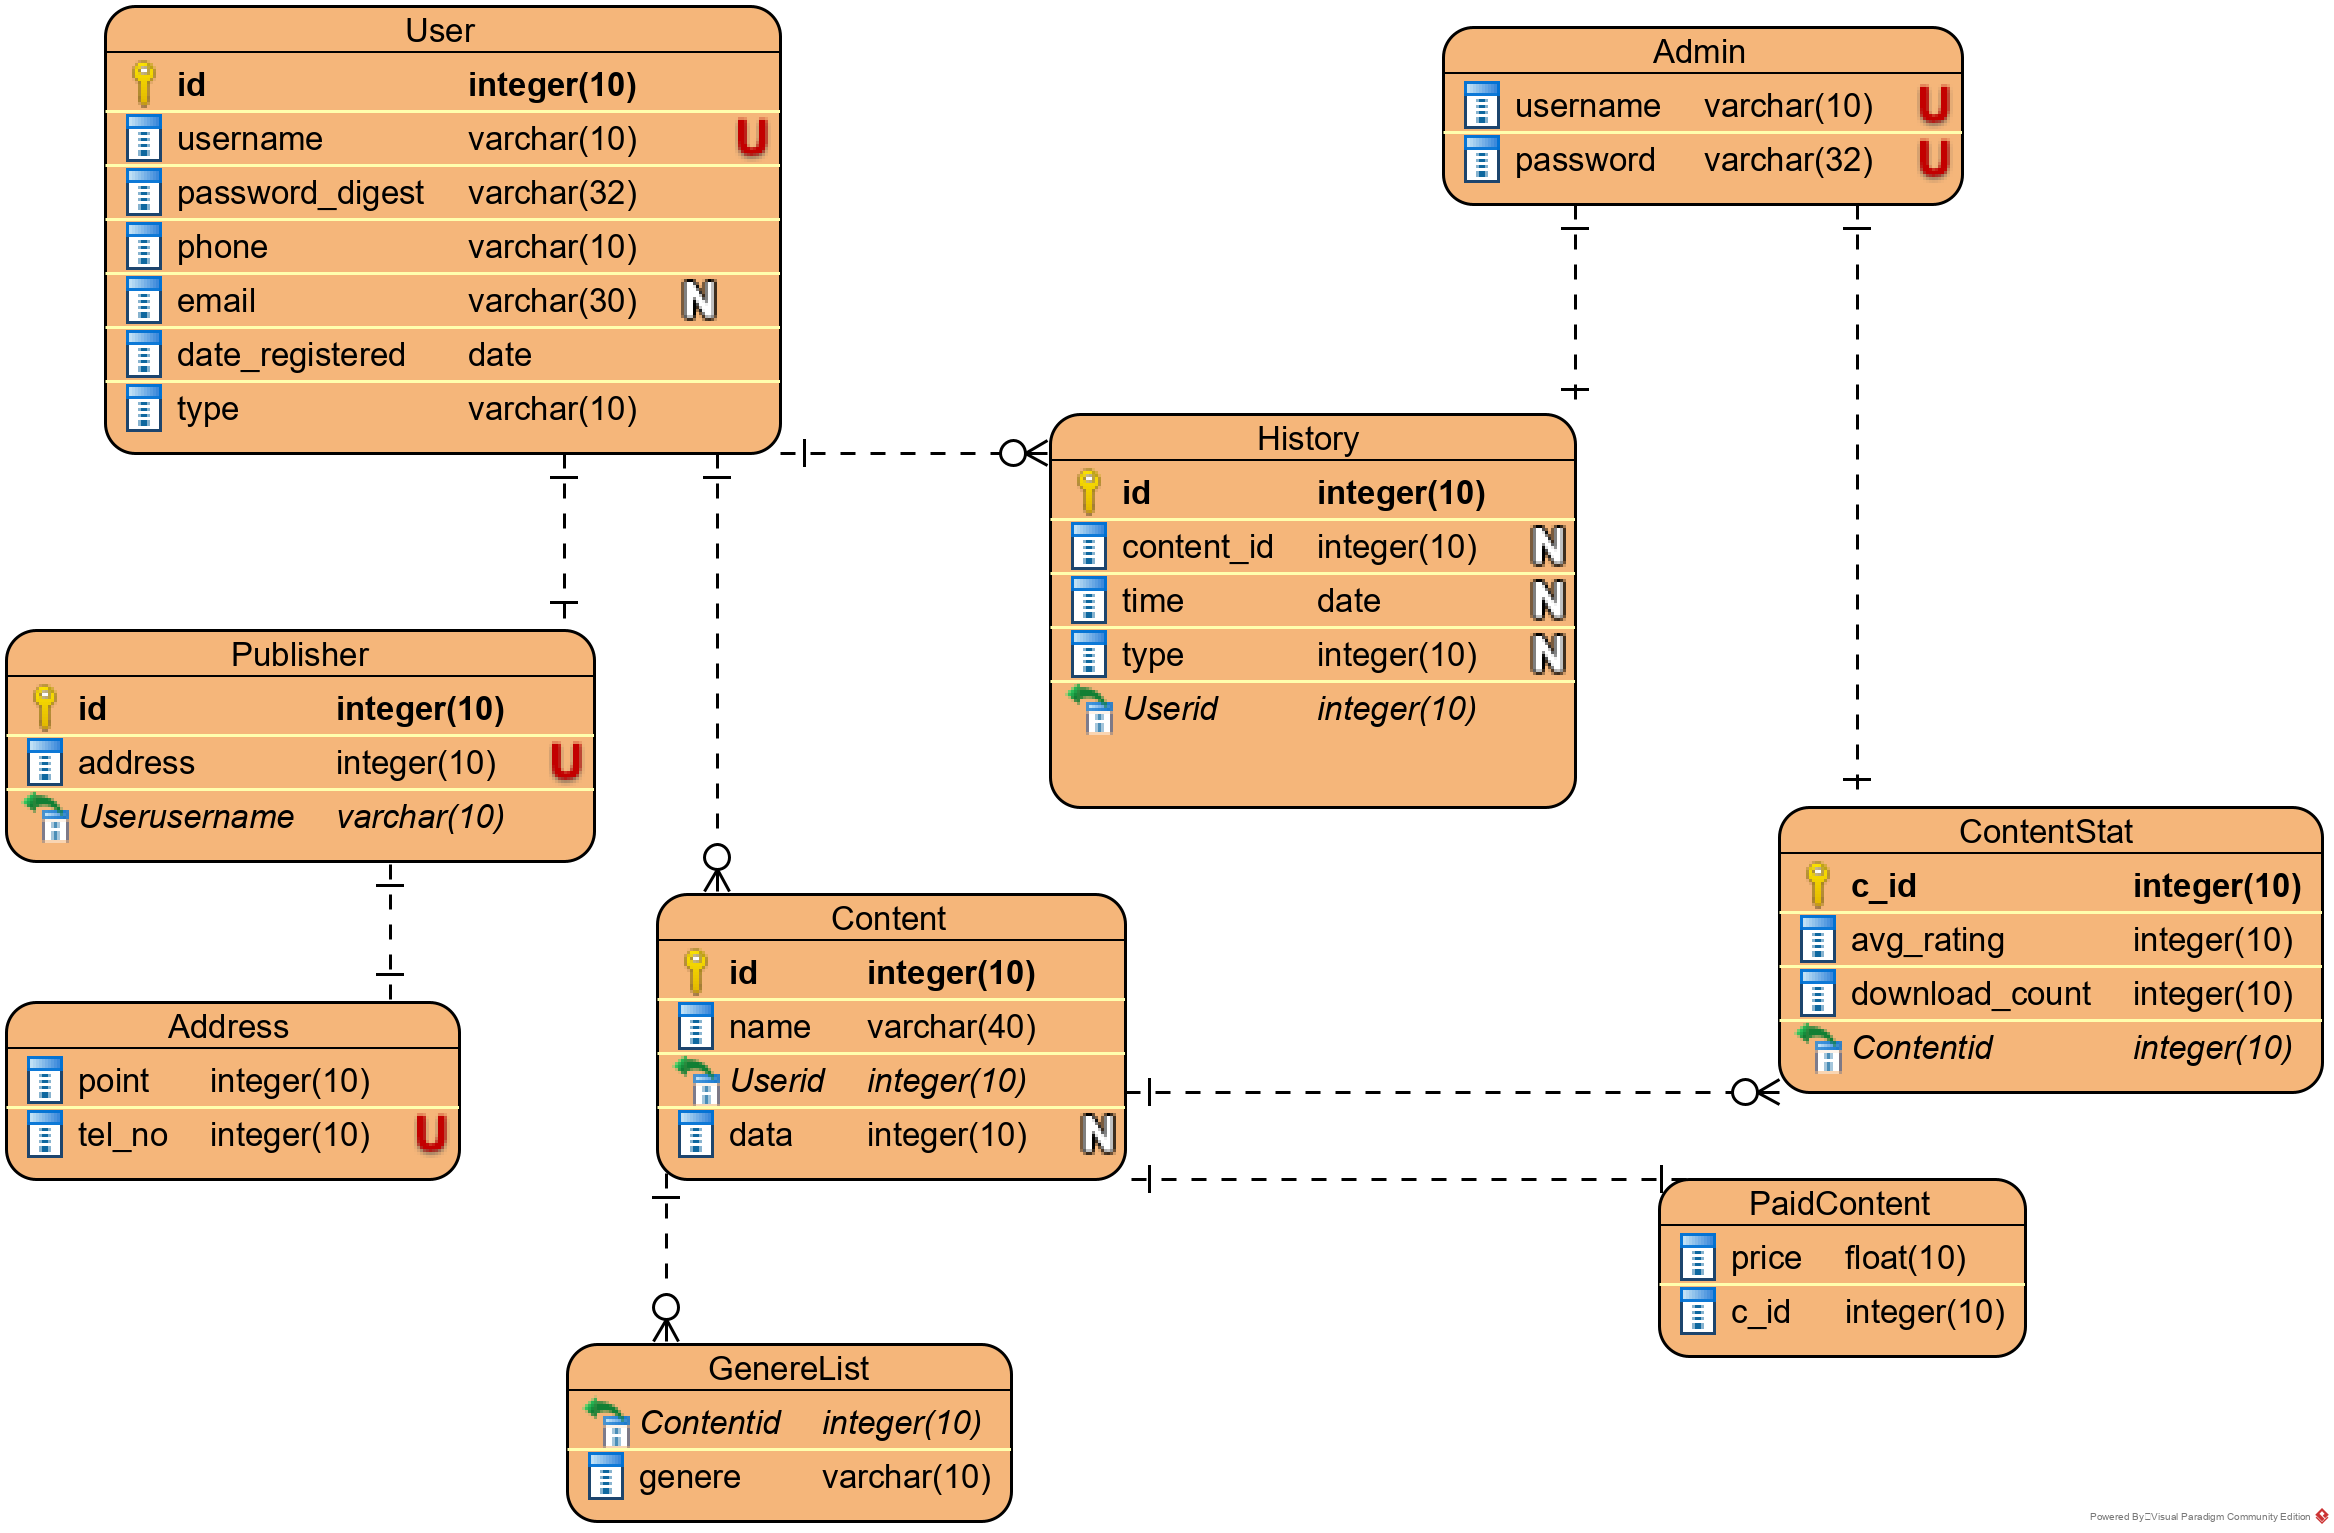 User
id integer(10)
username varchar(10) U
password_digest varchar(32)
phone varchar(10)
email varchar(30) N
date_registered date
type varchar(10)
Admin
username varchar(10) U
password varchar(32) U
History
id integer(10)
content_id integer(10) N
time date N
type integer(10) N
Userid integer(10)
Publisher
id integer(10)
address integer(10) U
Userusername varchar(10)
ContentStat
c_id integer(10)
avg_rating integer(10)
download_count integer(10)
Contentid integer(10)
Content
id integer(10)
name varchar(40)
Userid integer(10)
data integer(10) N
Address
point integer(10)
tel_no integer(10) U
PaidContent
price float(10)
c_id integer(10)
GenereList
Contentid integer(10)
genere varchar(10)
Powered By Visual Paradigm Community Edition